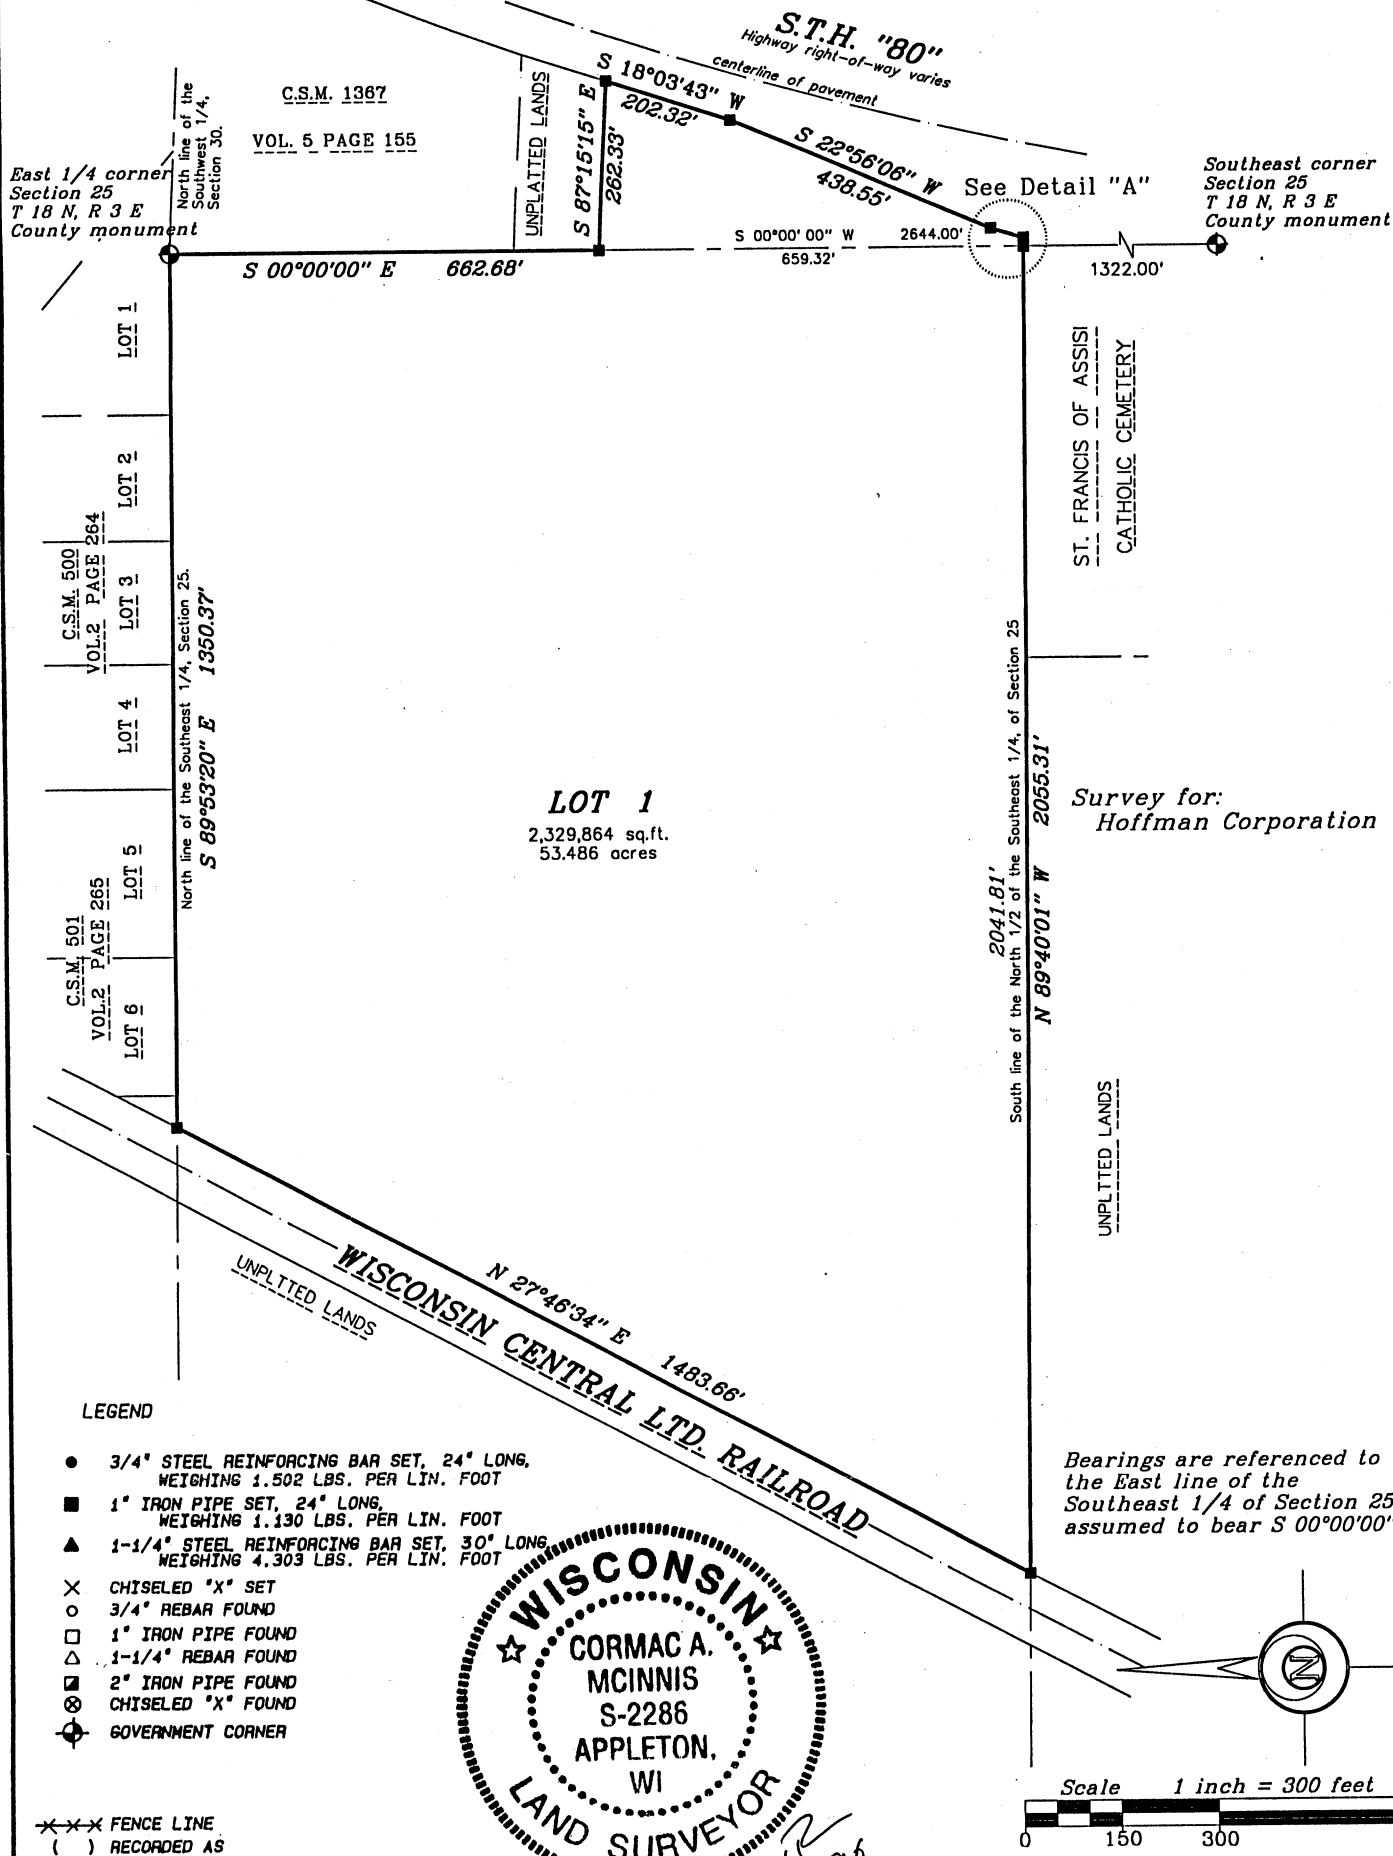 S.T.H. "80"
Highway right-of-way varies
centerline of pavement
C.S.M. 1367
VOL. 5 PAGE 155
North line of the
Southwest 1/4,
Section 30.
UNPLATTED LANDS
S 87°15'15" E
262.33'
S 18°03'43" W
202.32'
S 22°56'06" W
438.55'
See Detail "A"
East 1/4 corner
Section 25
T 18 N, R 3 E
County monument
Southeast corner
Section 25
T 18 N, R 3 E
County monument
S 00°00'00" E 662.68'
S 00°00'00" W 2644.00'
659.32'
1322.00'
LOT 1
LOT 2
LOT 3
LOT 4
LOT 5
LOT 6
C.S.M. 500
VOL.2 PAGE 264
C.S.M. 501
VOL.2 PAGE 265
North line of the Southeast 1/4, Section 25.
S 89°53'20" E 1350.37'
LOT 1
2,329,864 sq.ft.
53.486 acres
2041.81'
South line of the North 1/2 of the Southeast 1/4, of Section 25
N 89°40'01" W 2055.31'
ST. FRANCIS OF ASSISI
CATHOLIC CEMETERY
Survey for:
Hoffman Corporation
UNPLTTED LANDS
UNPLTTED LANDS
WISCONSIN CENTRAL LTD. RAILROAD
N 27°46'34" E 1483.66'
Bearings are referenced to
the East line of the
Southeast 1/4 of Section 25
assumed to bear S 00°00'00"
LEGEND
3/4" STEEL REINFORCING BAR SET, 24" LONG,
WEIGHING 1.502 LBS. PER LIN. FOOT
1" IRON PIPE SET, 24" LONG,
WEIGHING 1.130 LBS. PER LIN. FOOT
1-1/4" STEEL REINFORCING BAR SET, 30" LONG
WEIGHING 4.303 LBS. PER LIN. FOOT
CHISELED "X" SET
3/4" REBAR FOUND
1" IRON PIPE FOUND
1-1/4" REBAR FOUND
2" IRON PIPE FOUND
CHISELED "X" FOUND
GOVERNMENT CORNER
FENCE LINE
( ) RECORDED AS
WISCONSIN
CORMAC A.
MCINNIS
S-2286
APPLETON,
WI
LAND SURVEYOR
N
Scale 1 inch = 300 feet
0 150 300